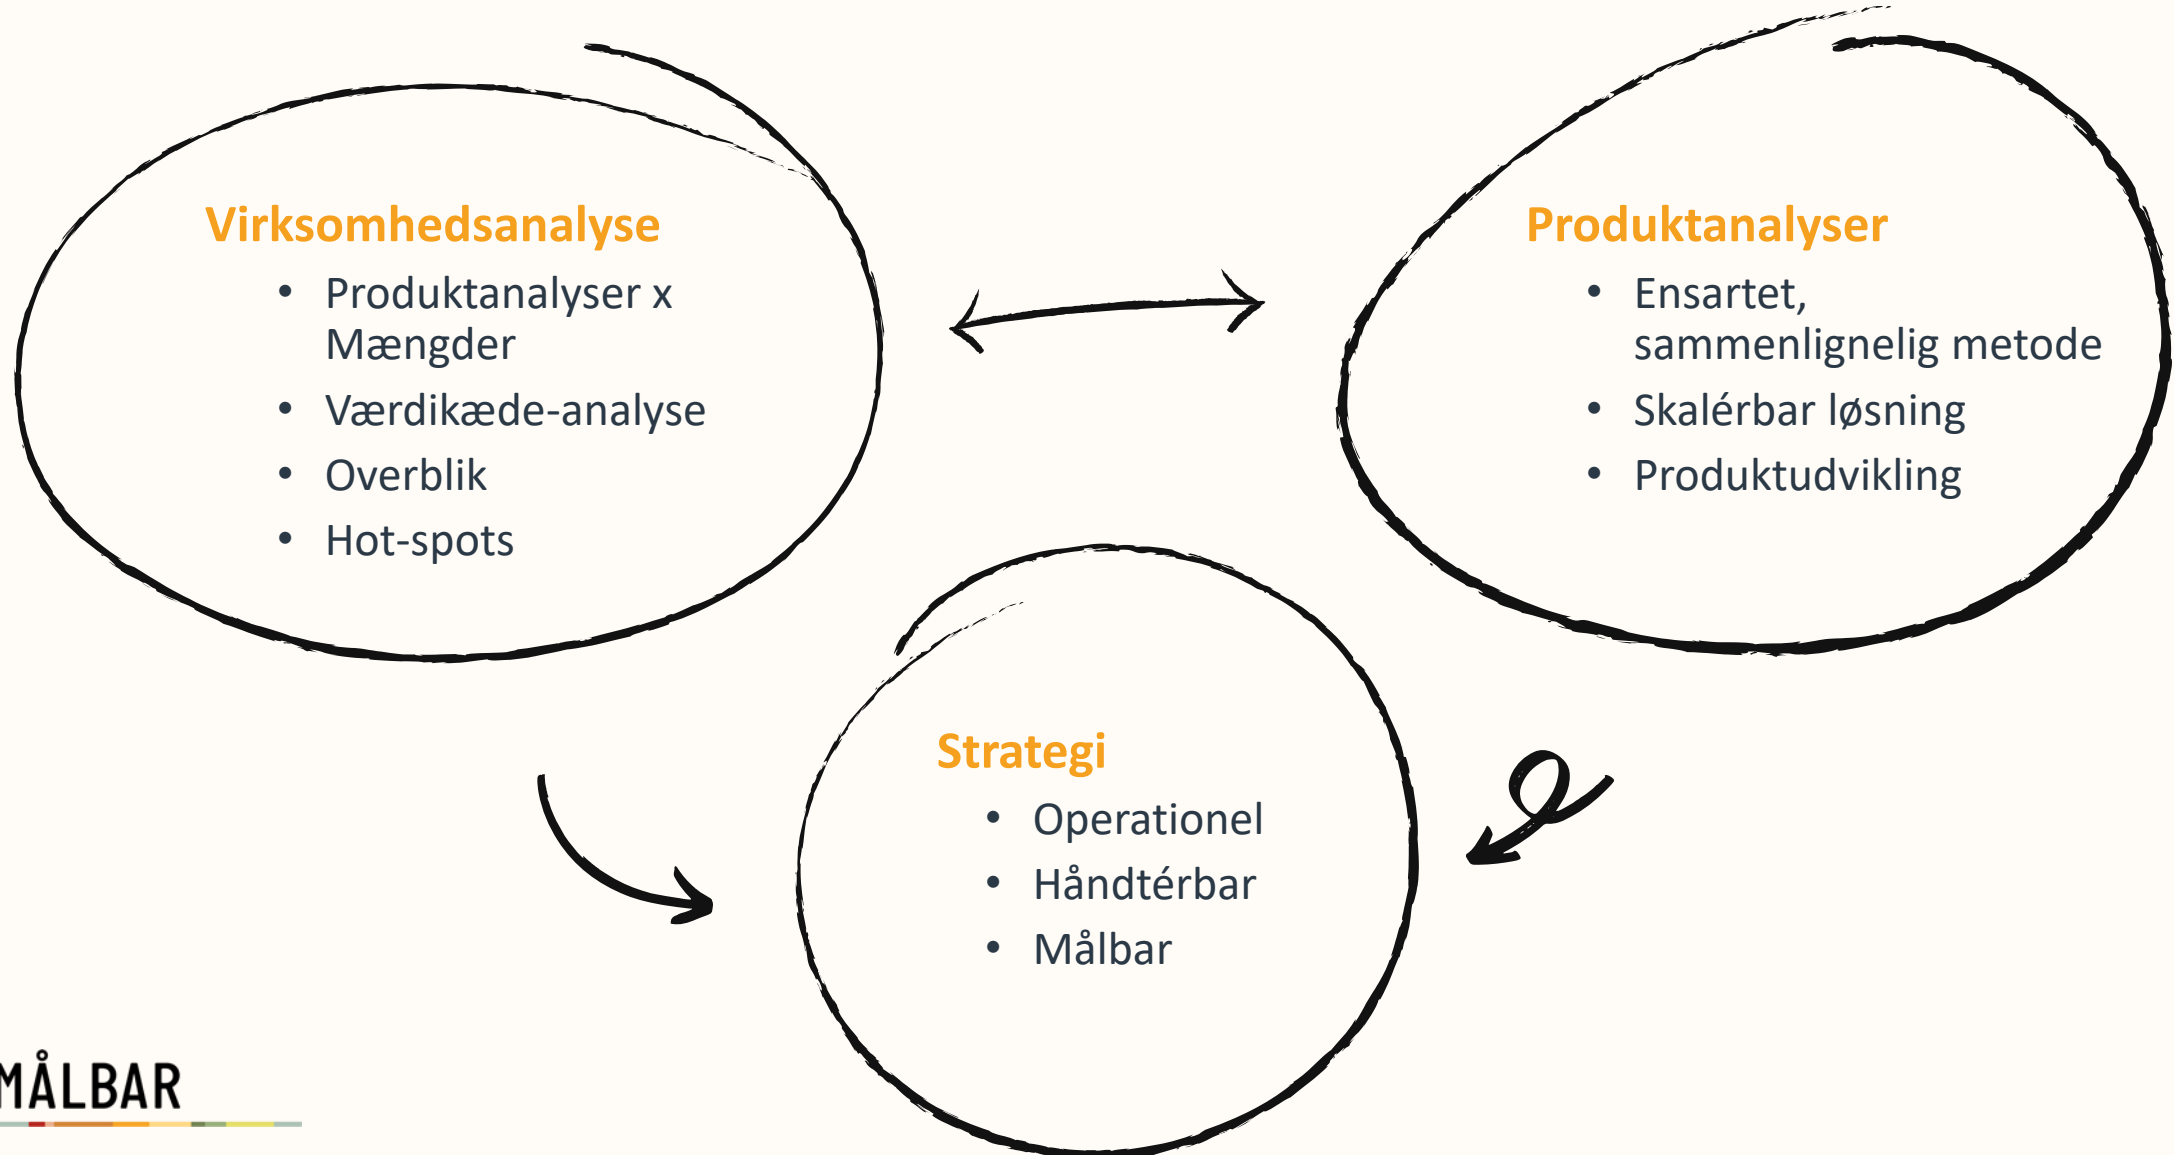 Virksomhedsanalyse
• Produktanalyser x
Mængder
• Værdikæde-analyse
• Overblik
• Hot-spots
Produktanalyser
• Ensartet,
sammenlignelig metode
• Skalérbar løsning
• Produktudvikling
Strategi
• Operationel
• Håndtérbar
• Målbar
MÅLBAR